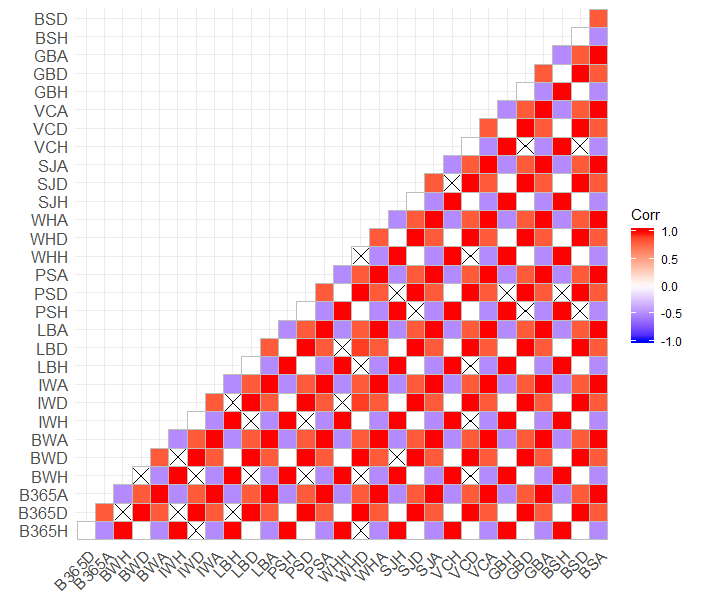 BSD
BSH
GBA
GBD
GBH
VCA
VCD
VCH
SJA
SJD
SJH
WHA
WHD
WHH
PSA
PSD
PSH
LBA
LBD
LBH
IWA
IWD
IWH
BWA
BWD
BWH
B365A
B365D
B365H
B365D
B365A
BWH
BWD
BWA
IWH
IWD
IWA
LBH
LBD
LBA
PSH
PSD
PSA
WHH
WHD
WHA
SJH
SJD
SJA
VCH
VCD
VCA
GBH
GBD
GBA
BSH
BSD
BSA
Corr
1.0
0.5
0.0
-0.5
-1.0